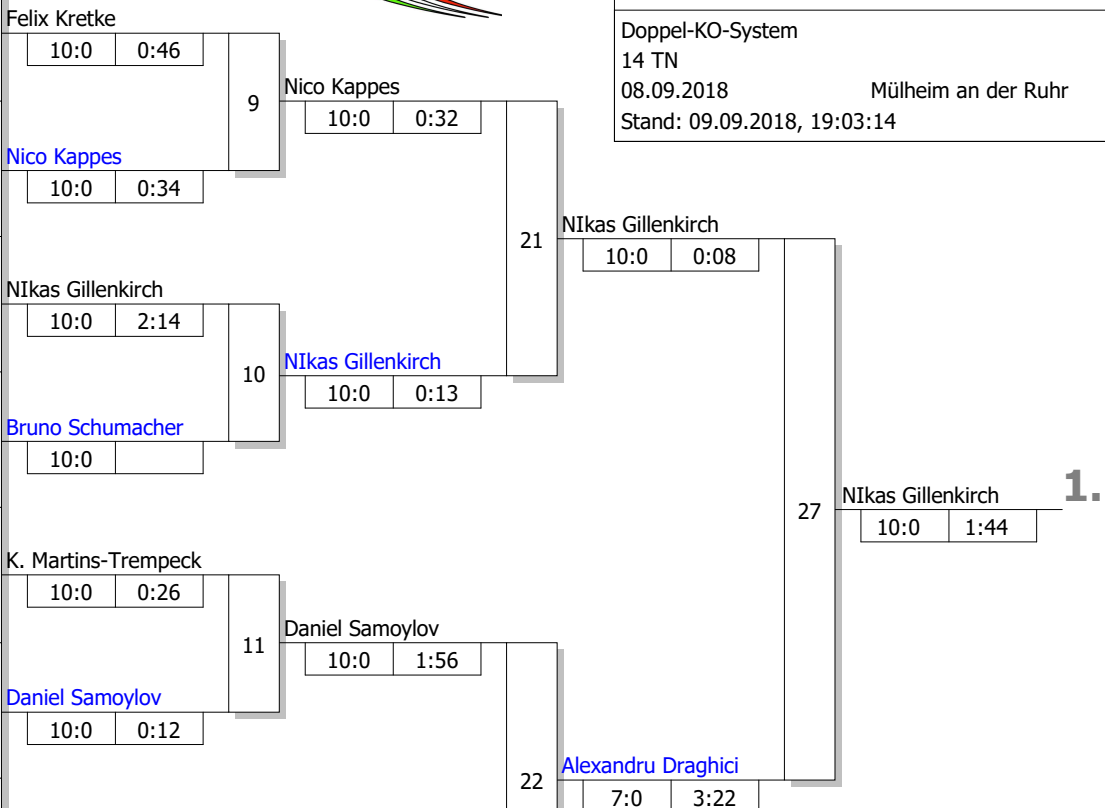 Felix Kretke
10:0 0:46
Doppel-KO-System
14 TN
08.09.2018 Mülheim an der Ruhr
Stand: 09.09.2018, 19:03:14
9
Nico Kappes
10:0 0:32
Nico Kappes
10:0 0:34
21
NIkas Gillenkirch
10:0 0:08
NIkas Gillenkirch
10:0 2:14
10
NIkas Gillenkirch
10:0 0:13
Bruno Schumacher
10:0
27
NIkas Gillenkirch
1.
10:0 1:44
K. Martins-Trempeck
10:0 0:26
11
Daniel Samoylov
10:0 1:56
Daniel Samoylov
10:0 0:12
22
Alexandru Draghici
7:0 3:22